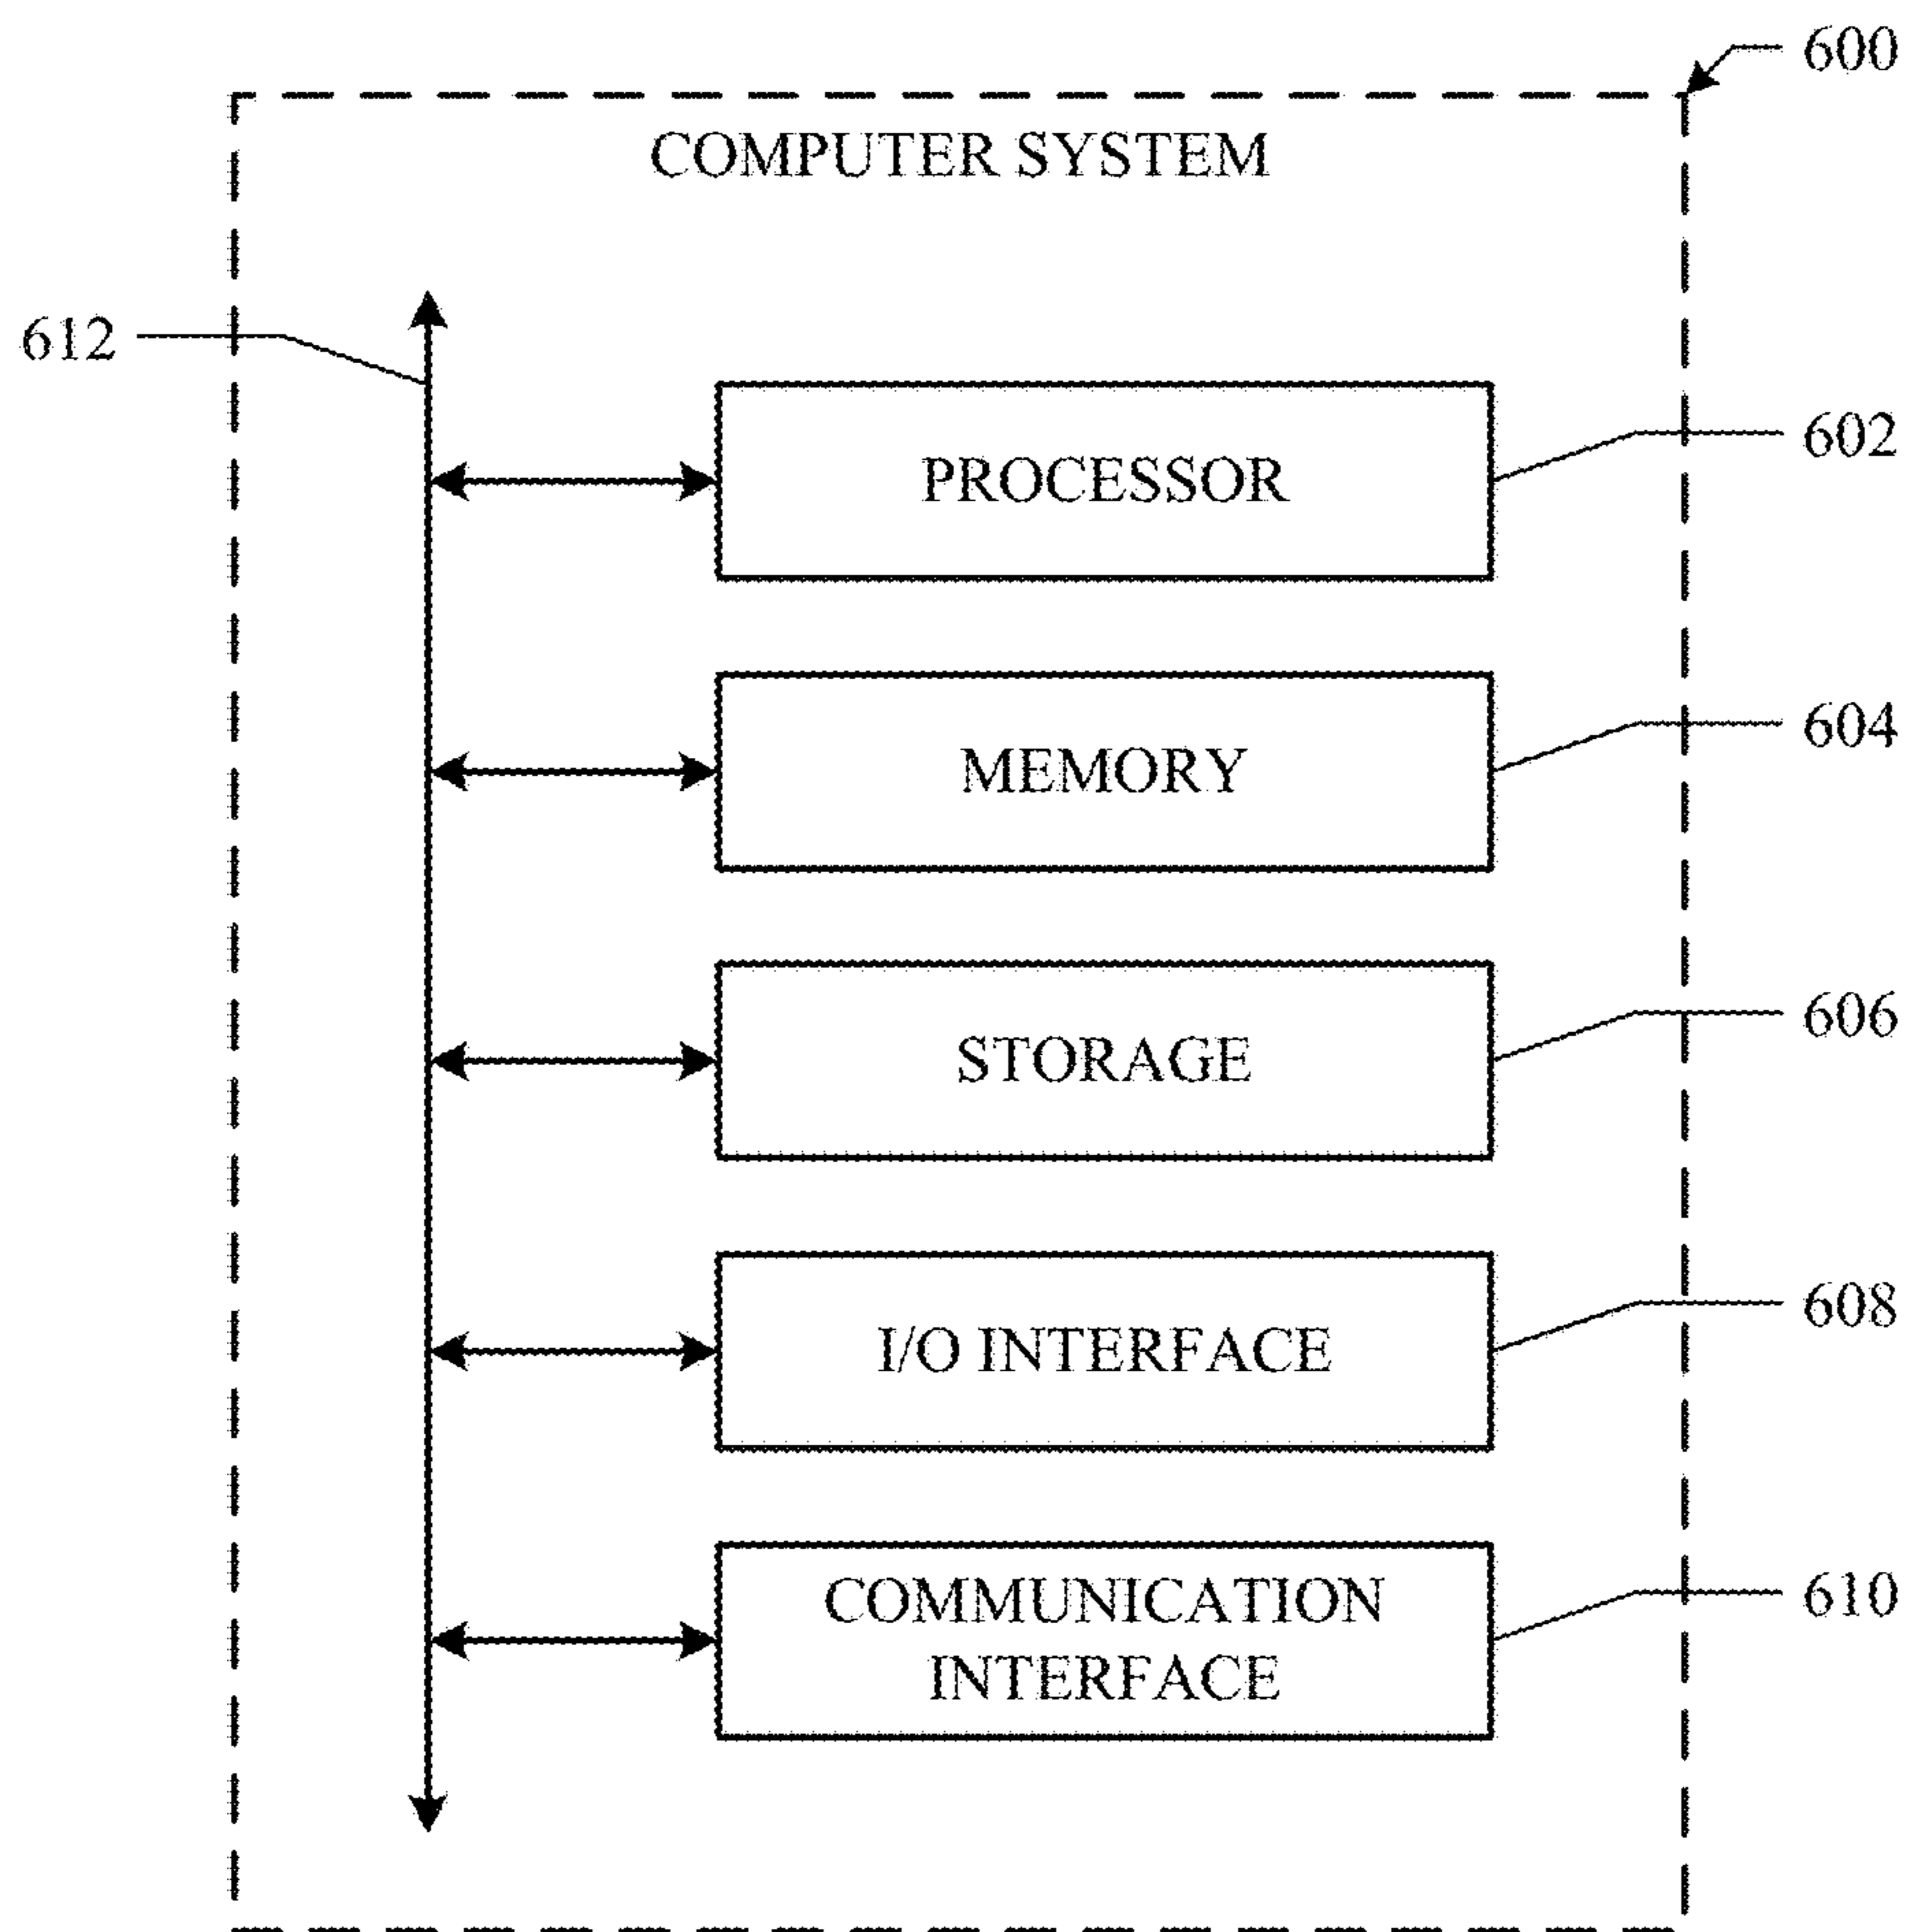 600
COMPUTER SYSTEM
612
PROCESSOR
602
MEMORY
604
STORAGE
606
I/O INTERFACE
608
COMMUNICATION
INTERFACE
610